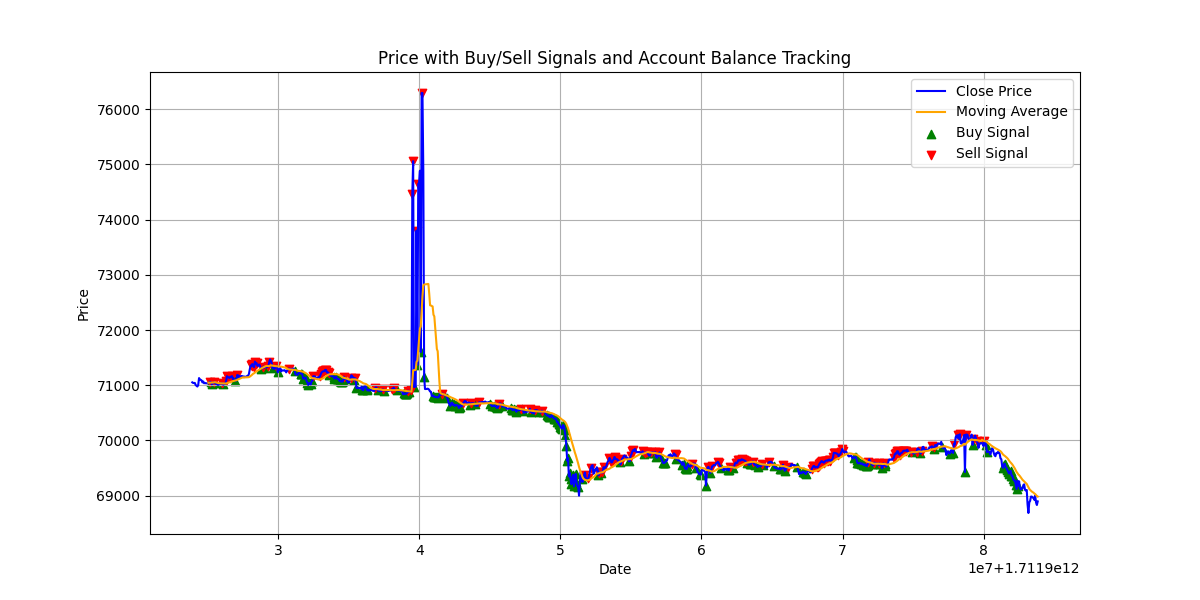 Price with Buy/Sell Signals and Account Balance Tracking
Close Price
Moving Average
Buy Signal
Sell Signal
76000
75000
74000
73000
72000
71000
70000
69000
Price
3 4 5 6 7 8
Date
1e7+1.7119e12